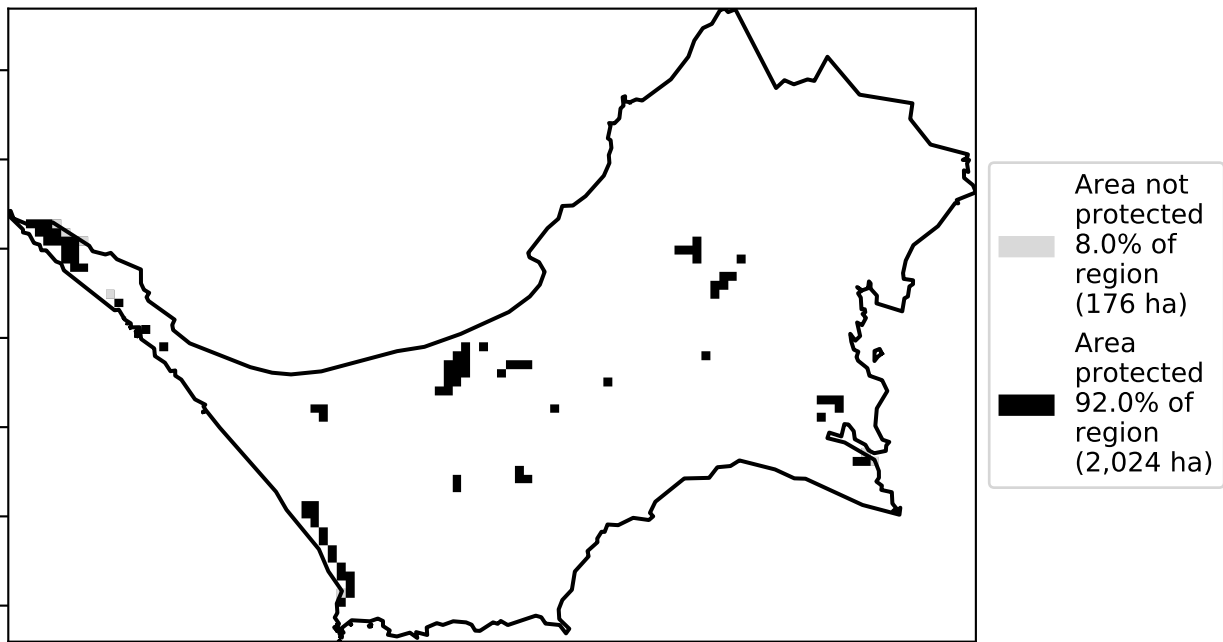 Area not
protected
8.0% of
region
(176 ha)
Area
protected
92.0% of
region
(2,024 ha)